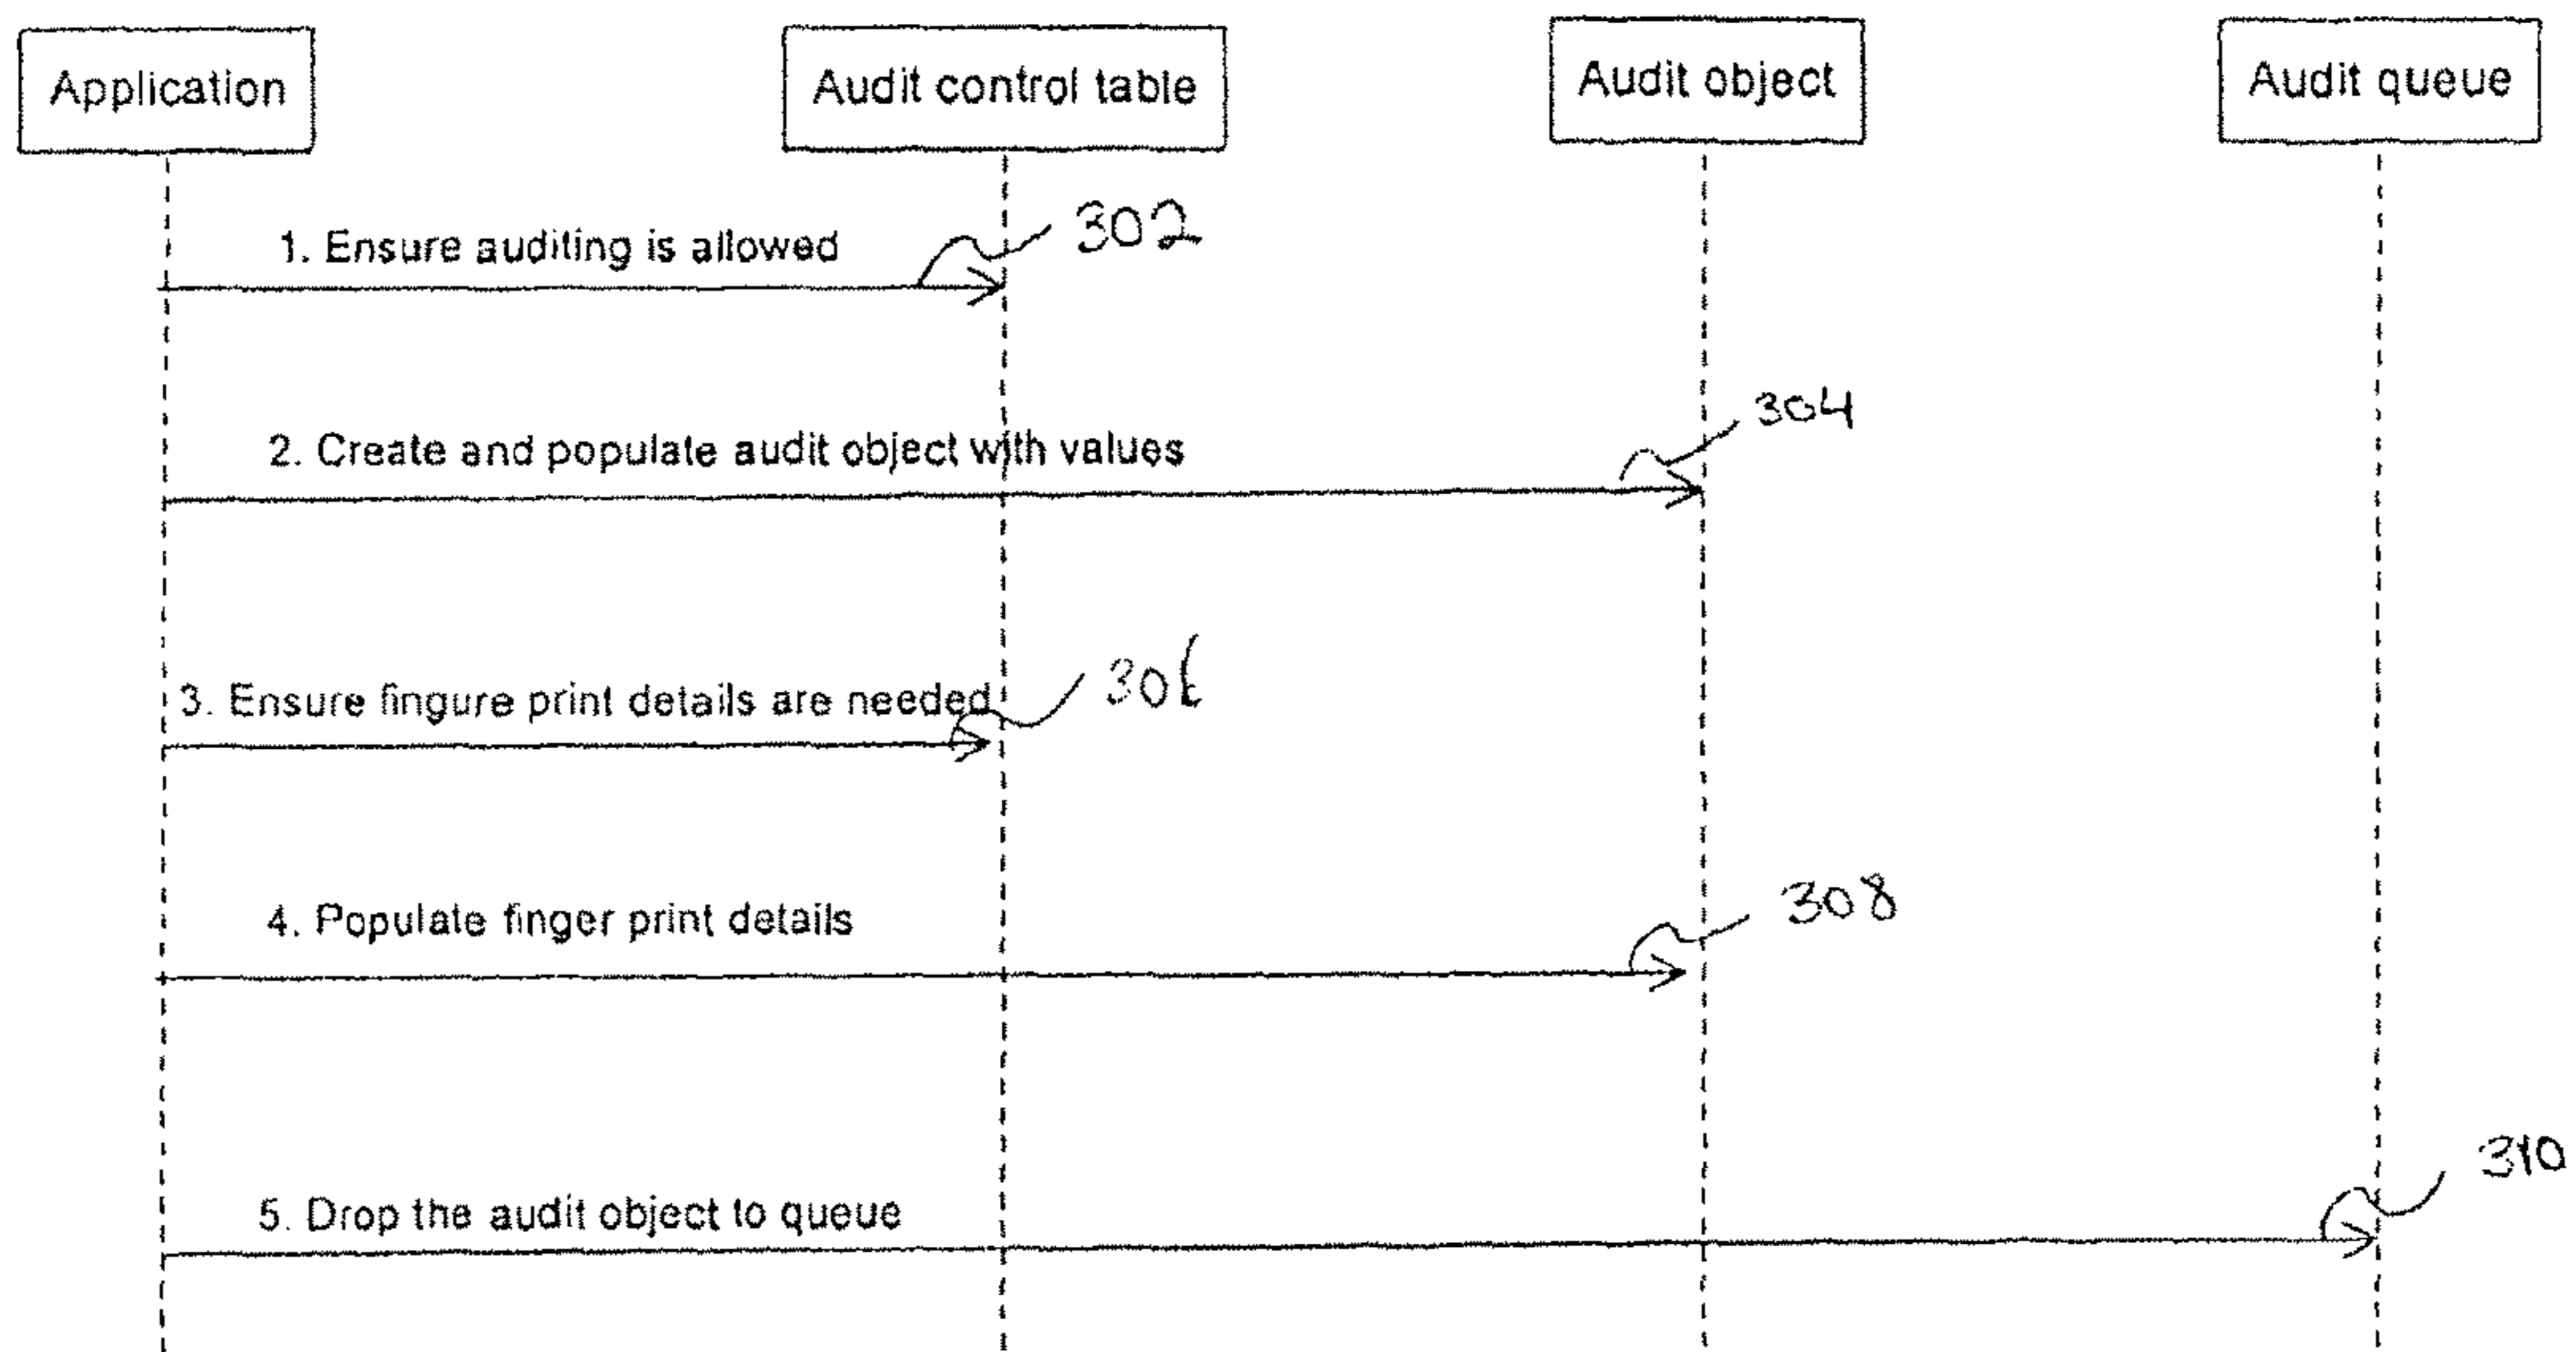 Application
Audit control table
Audit object
Audit queue
1. Ensure auditing is allowed
302
2. Create and populate audit object with values
304
3. Ensure fingure print details are needed
306
4. Populate finger print details
308
5. Drop the audit object to queue
310